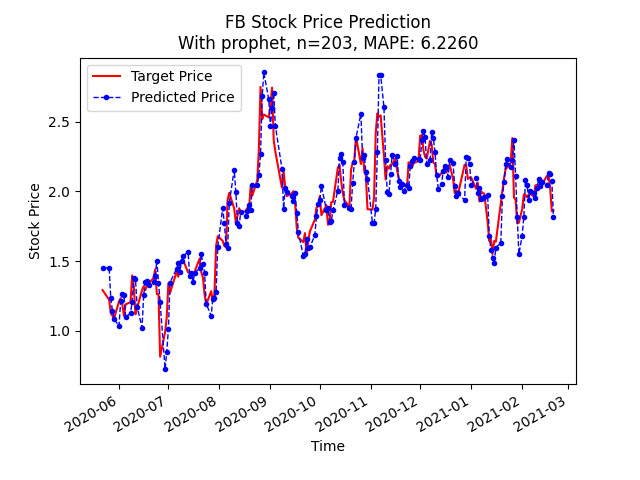 FB Stock Price Prediction
With prophet, n=203, MAPE: 6.2260
Target Price
Predicted Price
Stock Price
2.5
2.0
1.5
1.0
2020-06
2020-07
2020-08
2020-09
2020-10
2020-11
2020-12
2021-01
2021-02
2021-03
Time